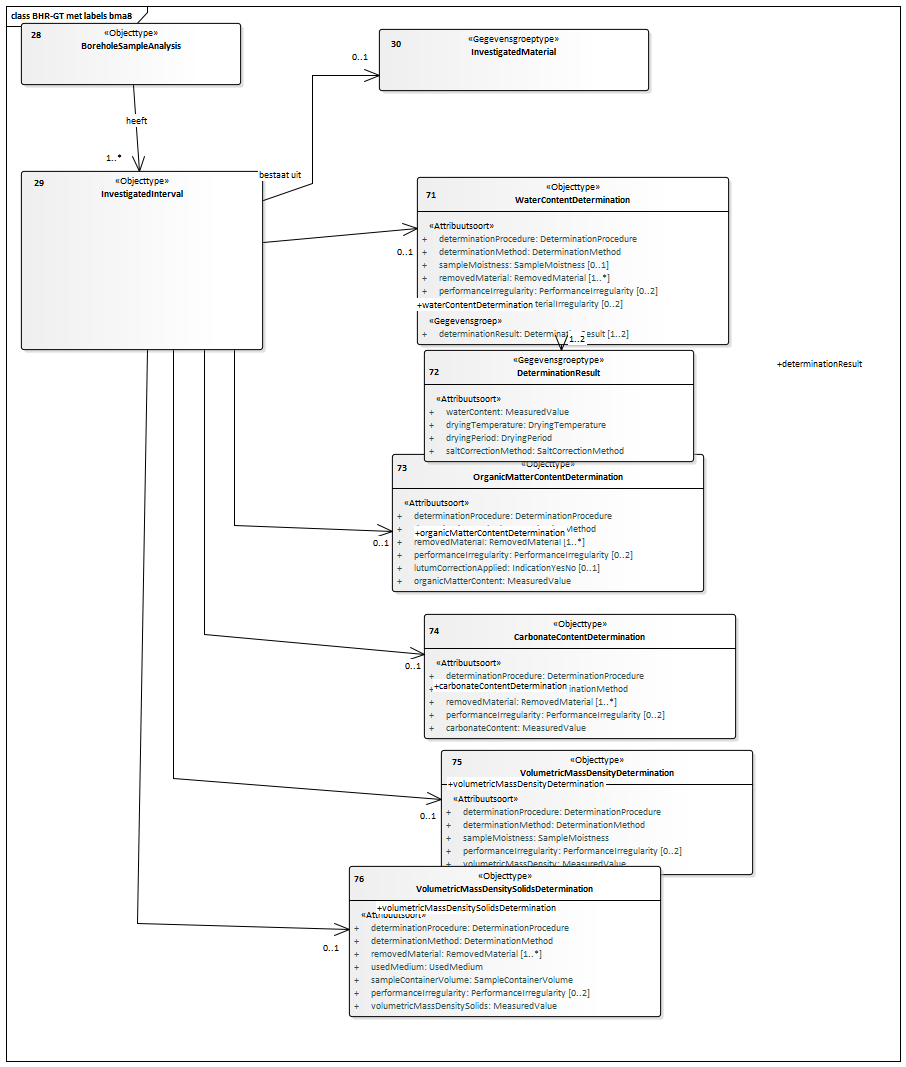 class BHR-GT met labels bma8
28
«Objecttype»
BoreholeSampleAnalysis
30
«Gegevensgroeptype»
InvestigatedMaterial
0..1
heeft
1..*
bestaat uit
29
«Objecttype»
InvestigatedInterval
71
«Objecttype»
WaterContentDetermination
«Attribuutsoort»
+ determinationProcedure: DeterminationProcedure
+ determinationMethod: DeterminationMethod
+ sampleMoistness: SampleMoistness [0..1]
+ removedMaterial: RemovedMaterial [1..*]
+ performanceIrregularity: PerformanceIrregularity [0..2]
+waterContentDetermination terialIrregularity [0..2]
«Gegevensgroep»
+ determinationResult: Determinat esult [1..2]
0..1
1..2
+determinationResult
72
«Gegevensgroeptype»
DeterminationResult
«Attribuutsoort»
+ waterContent: MeasuredValue
+ dryingTemperature: DryingTemperature
+ dryingPeriod: DryingPeriod
+ saltCorrectionMethod: SaltCorrectionMethod
73
«Objecttype»
OrganicMatterContentDetermination
«Attribuutsoort»
+ determinationProcedure: DeterminationProcedure
+ Method
+organicMatterContentDetermination
+ removedMaterial: RemovedMaterial [1..*]
+ performanceIrregularity: PerformanceIrregularity [0..2]
+ lutumCorrectionApplied: IndicationYesNo [0..1]
+ organicMatterContent: MeasuredValue
0..1
74
«Objecttype»
CarbonateContentDetermination
«Attribuutsoort»
+ determinationProcedure: DeterminationProcedure
+ +carbonateContentDetermination inationMethod
+ removedMaterial: RemovedMaterial [1..*]
+ performanceIrregularity: PerformanceIrregularity [0..2]
+ carbonateContent: MeasuredValue
0..1
75
«Objecttype»
VolumetricMassDensityDetermination
+volumetricMassDensityDetermination
«Attribuutsoort»
+ determinationProcedure: DeterminationProcedure
+ determinationMethod: DeterminationMethod
+ sampleMoistness: SampleMoistness
+ performanceIrregularity: PerformanceIrregularity [0..2]
+ volumetricMassDensity: MeasuredValue
0..1
76
«Objecttype»
VolumetricMassDensitySolidsDetermination
+volumetricMassDensitySolidsDetermination
«Attribuutsoort»
+ determinationProcedure: DeterminationProcedure
+ determinationMethod: DeterminationMethod
+ removedMaterial: RemovedMaterial [1..*]
+ usedMedium: UsedMedium
+ sampleContainerVolume: SampleContainerVolume
+ performanceIrregularity: PerformanceIrregularity [0..2]
+ volumetricMassDensitySolids: MeasuredValue
0..1